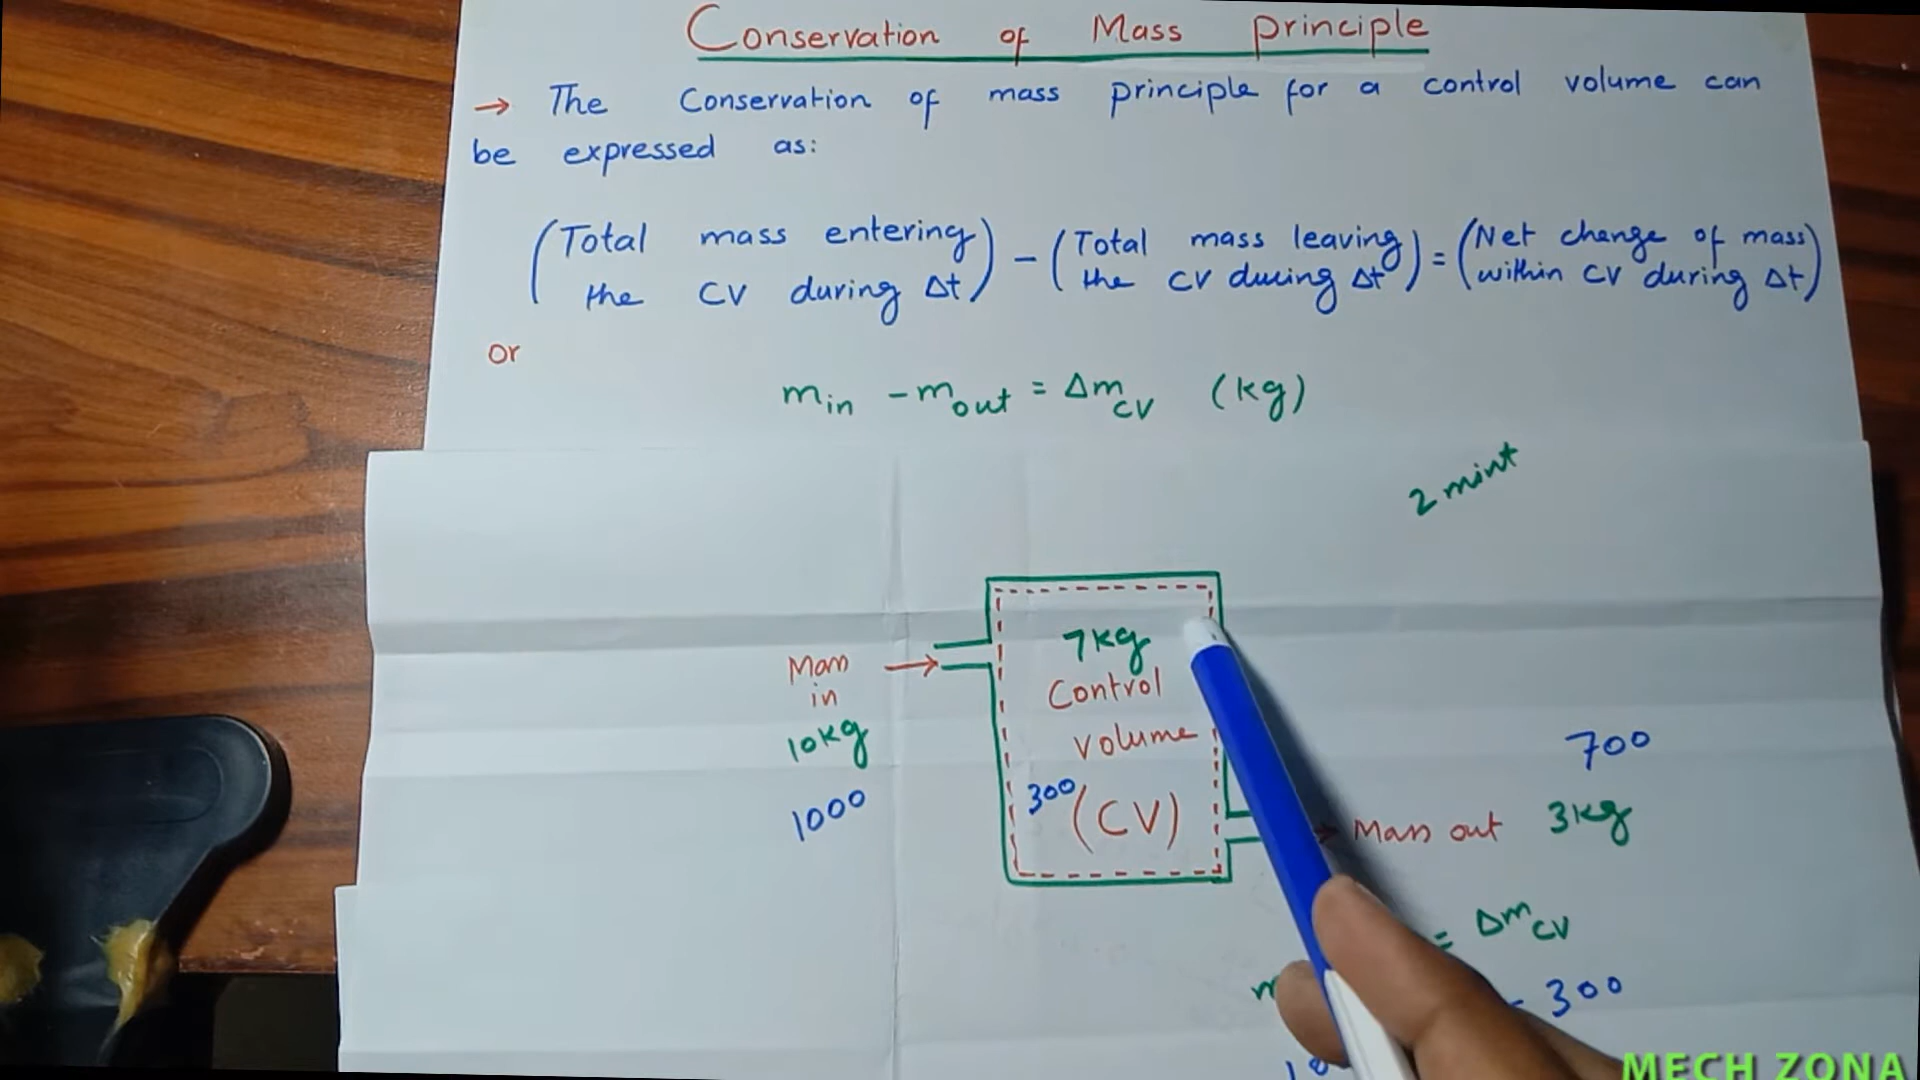 Conservation of Mass principle
→ The Conservation of mass principle for a control volume can
be expressed as:
(Total mass entering the CV during Δt) - (Total mass leaving the CV during Δt) = (Net change of mass within CV during Δt)
or
m_in - m_out = Δm_CV (kg)
2 mint
7kg
Mass in → Control volume
10kg
700
1000
300 (CV)
Mass out 3kg
= Δm_CV
m
300
MECH ZONA